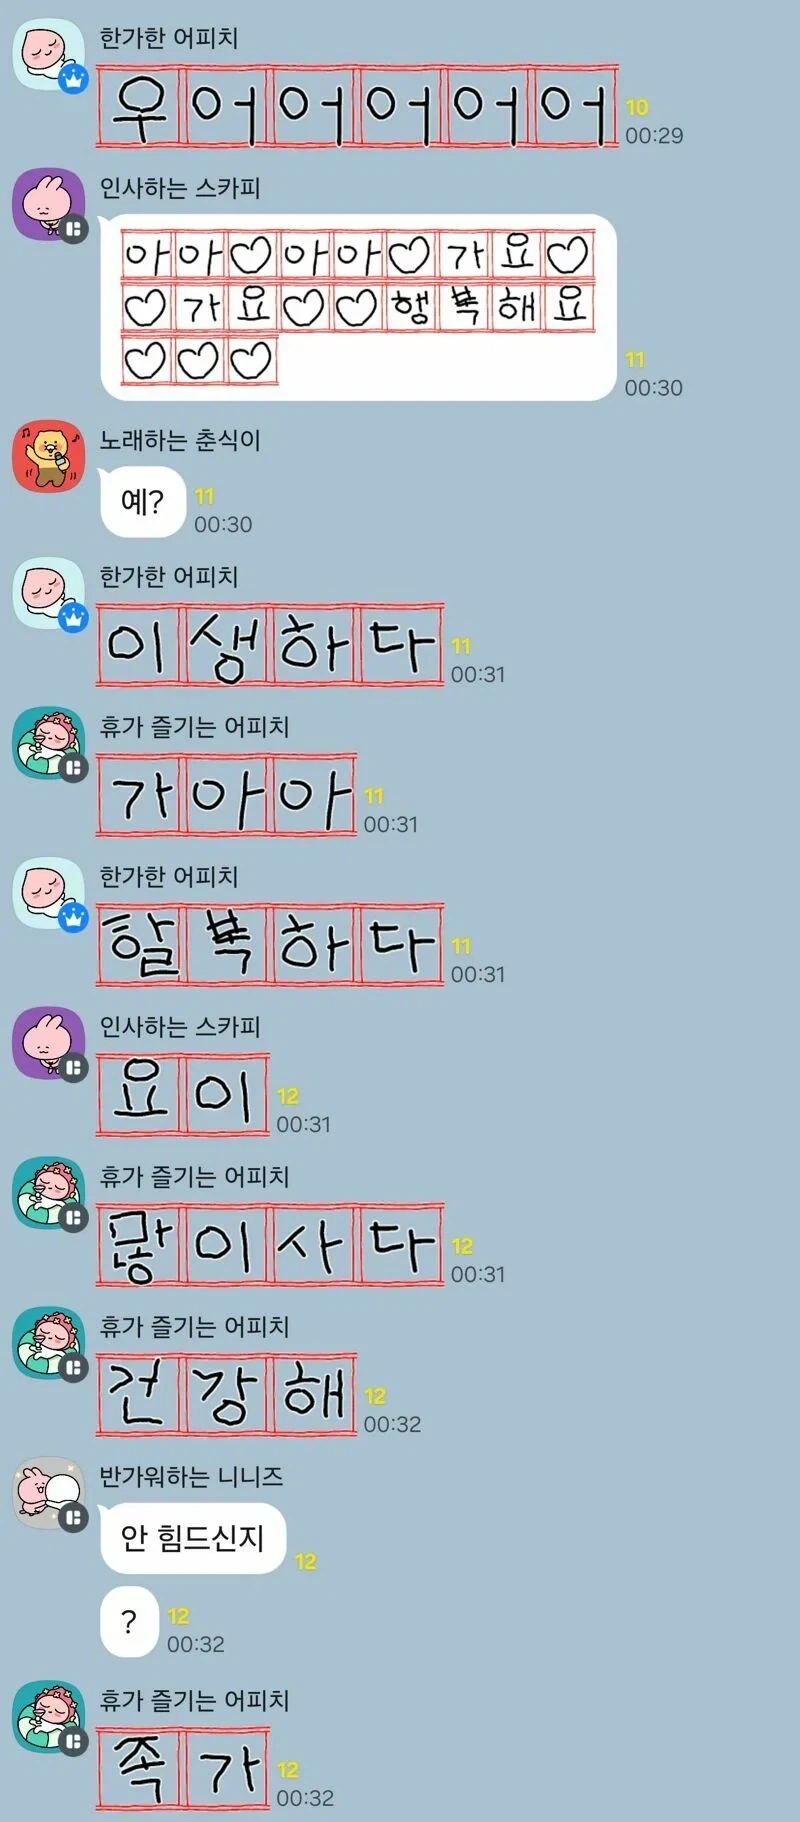 한가한 어피치
우어어어어어
10
00:29
인사하는 스카피
아아♡아아♡가요♡
♡가요♡♡행복해요
♡♡♡
11
00:30
노래하는 춘식이
예?
11
00:30
한가한 어피치
이생하다
11
00:31
휴가 즐기는 어피치
가아아
11
00:31
한가한 어피치
할복하다
11
00:31
인사하는 스카피
요이
12
00:31
휴가 즐기는 어피치
많이사다
12
00:31
휴가 즐기는 어피치
건강해
12
00:32
반가워하는 니니즈
안 힘드신지
12
?
12
00:32
휴가 즐기는 어피치
족가
12
00:32